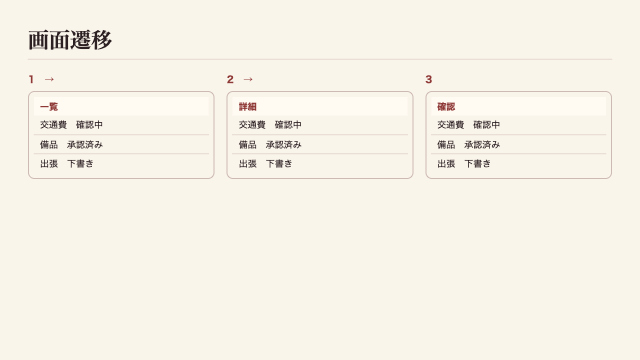 画面遷移
1 →
一覧
交通費 確認中
備品 承認済み
出張 下書き
2 →
詳細
交通費 確認中
備品 承認済み
出張 下書き
3
確認
交通費 確認中
備品 承認済み
出張 下書き